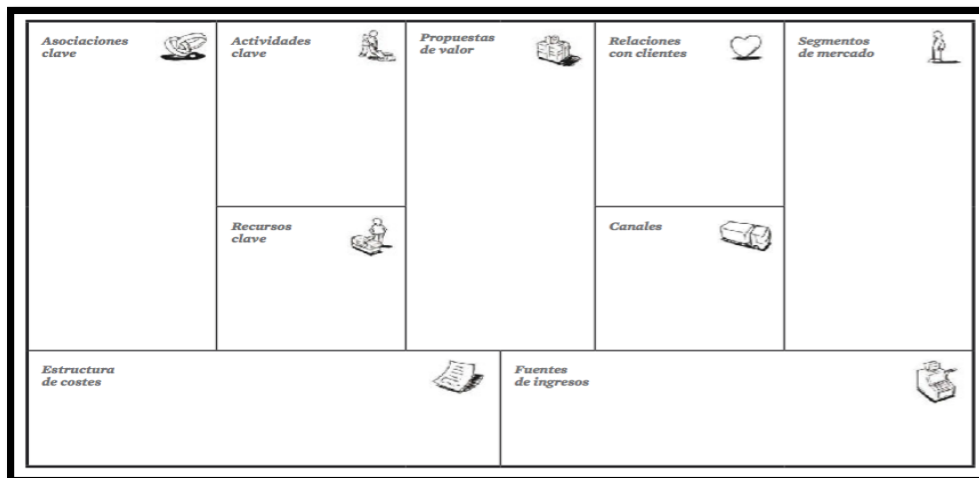 Asociaciones
clave
Actividades
clave
Propuestas
de valor
Relaciones
con clientes
Segmentos
de mercado
Recursos
clave
Canales
Estructura
de costes
Fuentes
de ingresos